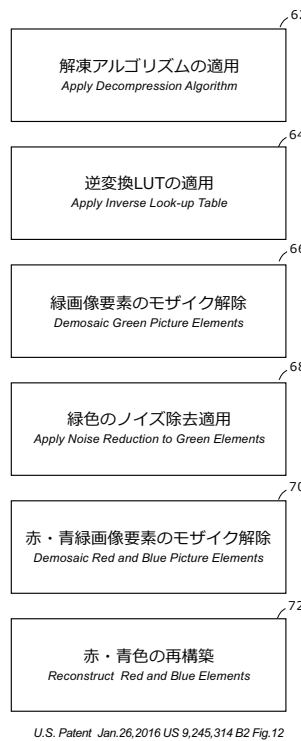 62
解凍アルゴリズムの適用
Apply Decompression Algorithm
64
逆変換LUTの適用
Apply Inverse Look-up Table
66
緑画像要素のモザイク解除
Demosaic Green Picture Elements
68
緑色のノイズ除去適用
Apply Noise Reduction to Green Elements
70
赤・青緑画像要素のモザイク解除
Demosaic Red and Blue Picture Elements
72
赤・青色の再構築
Reconstruct Red and Blue Elements
U.S. Patent Jan.26,2016 US 9,245,314 B2 Fig.12